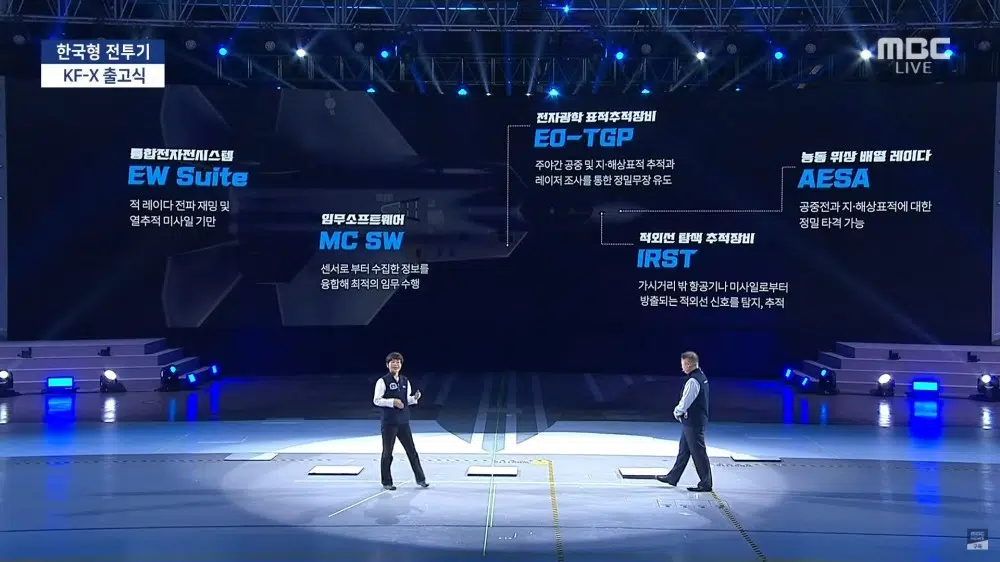 한국형 전투기
KF-X 출고식
MBC
LIVE
통합전자전시스템
EW Suite
적 레이다 전파 재밍 및
열추적 미사일 기만
임무소프트웨어
MC SW
센서로 부터 수집한 정보를
융합해 최적의 임무 수행
전자광학 표적추적장비
EO-TGP
주야간 공중 및 지·해상표적 추적과
레이저 조사를 통한 정밀무장 유도
적외선 탐색 추적장비
IRST
가시거리 밖 항공기나 미사일로부터
방출되는 적외선 신호를 탐지, 추적
능동 위상 배열 레이다
AESA
공중전과 지·해상표적에 대한
정밀 타격 가능
MBC
NEWS
구독